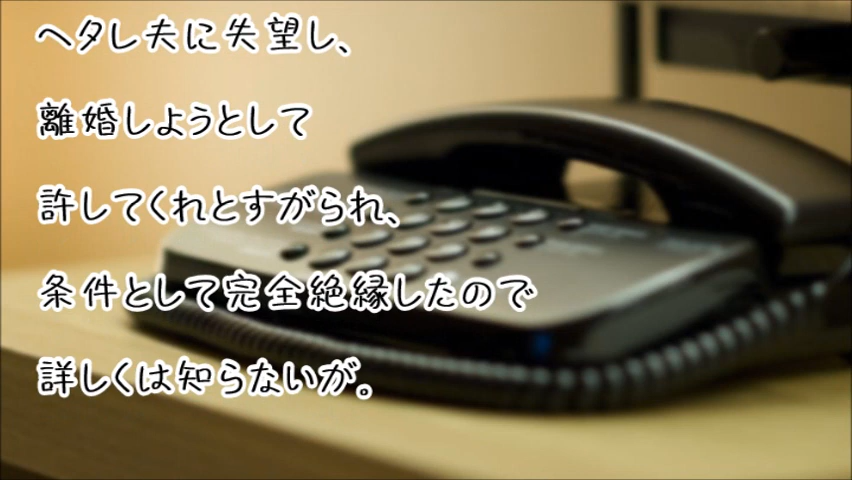 ヘタレ夫に失望し、
離婚しようとして
許してくれとすがられ、
条件として完全絶縁したので
詳しくは知らないが。